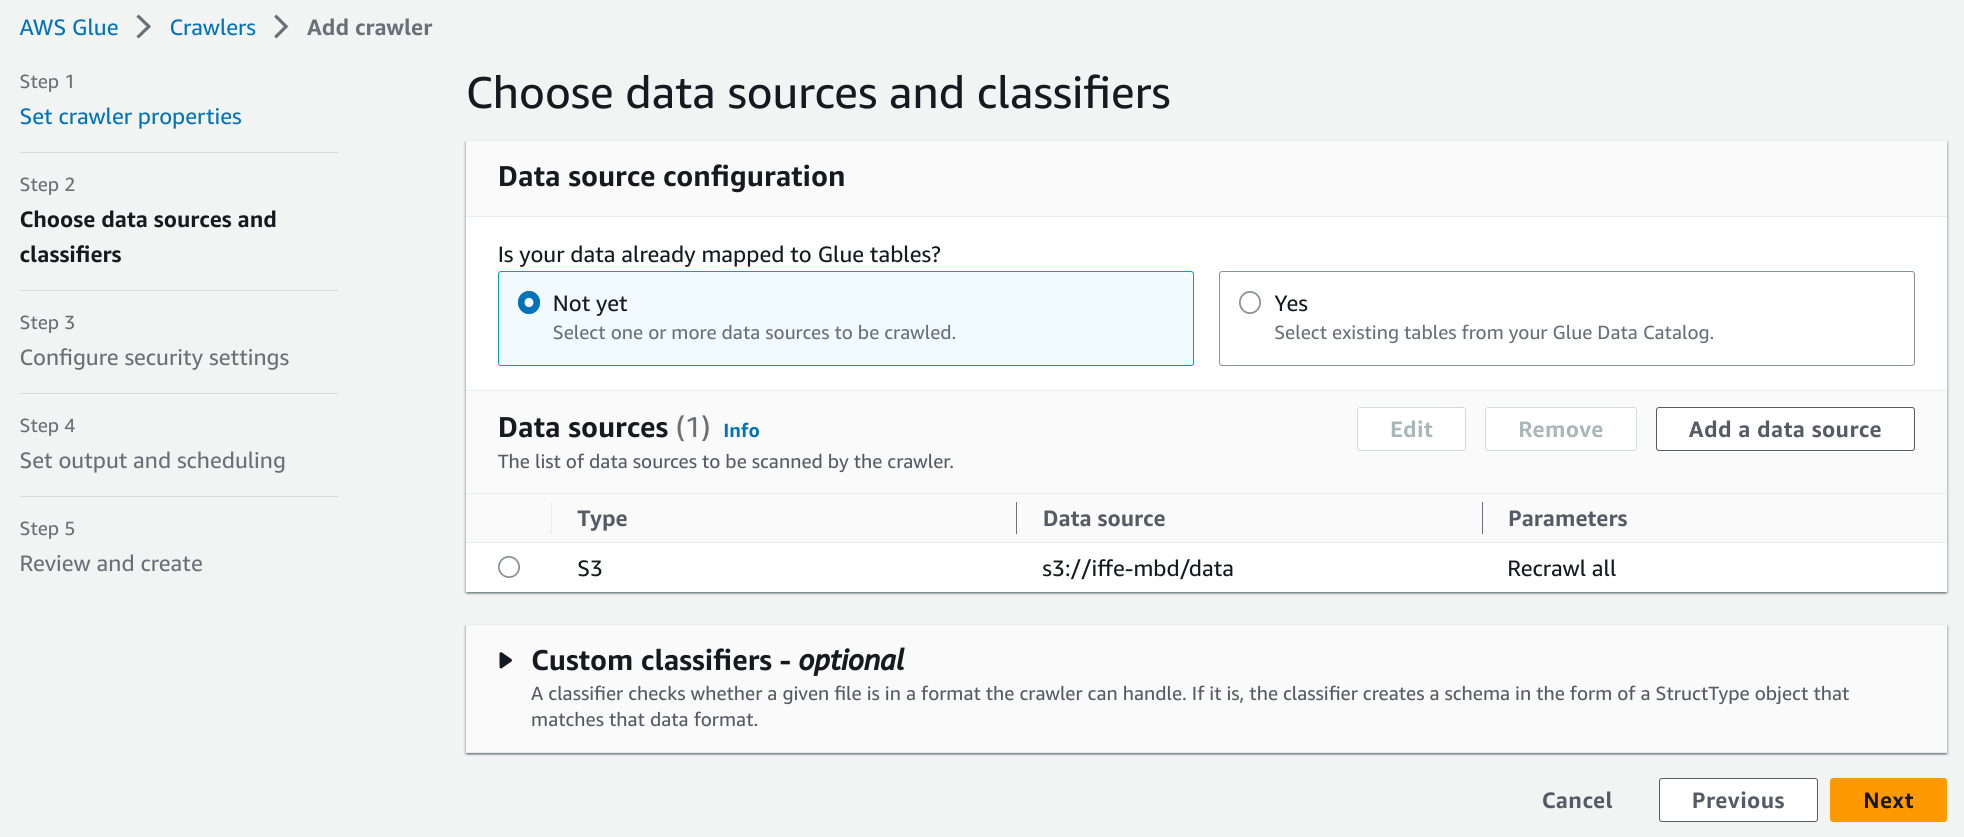 AWS Glue > Crawlers > Add crawler
Step 1
Set crawler properties
Step 2
Choose data sources and
classifiers
Step 3
Configure security settings
Step 4
Set output and scheduling
Step 5
Review and create
Choose data sources and classifiers
Data source configuration
Is your data already mapped to Glue tables?
Not yet
Select one or more data sources to be crawled.
Yes
Select existing tables from your Glue Data Catalog.
Data sources (1) Info
The list of data sources to be scanned by the crawler.
Edit Remove Add a data source
Type Data source Parameters
S3 s3://iffe-mbd/data Recrawl all
Custom classifiers - optional
A classifier checks whether a given file is in a format the crawler can handle. If it is, the classifier creates a schema in the form of a StructType object that
matches that data format.
Cancel Previous Next